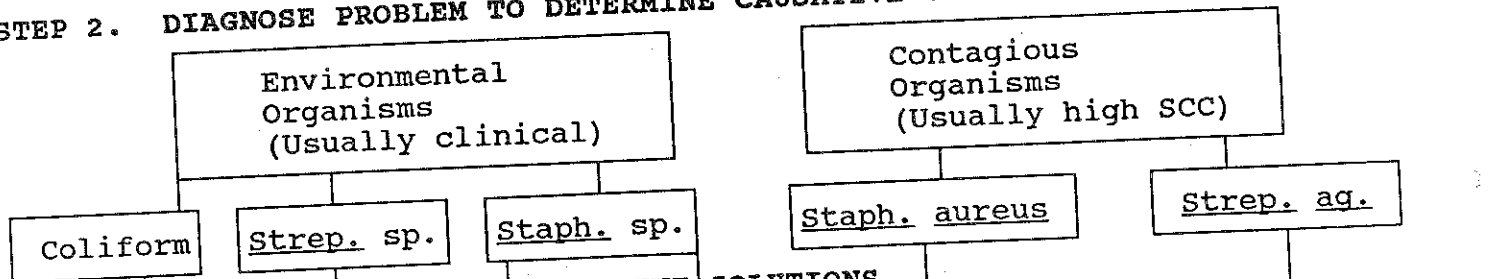 STEP 2. DIAGNOSE PROBLEM TO DETERMINE
Environmental
Organisms
(Usually clinical)
Contagious
Organisms
(Usually high SCC)
Coliform
Strep. sp.
Staph. sp.
Staph. aureus
Strep. ag.
SOLUTIONS